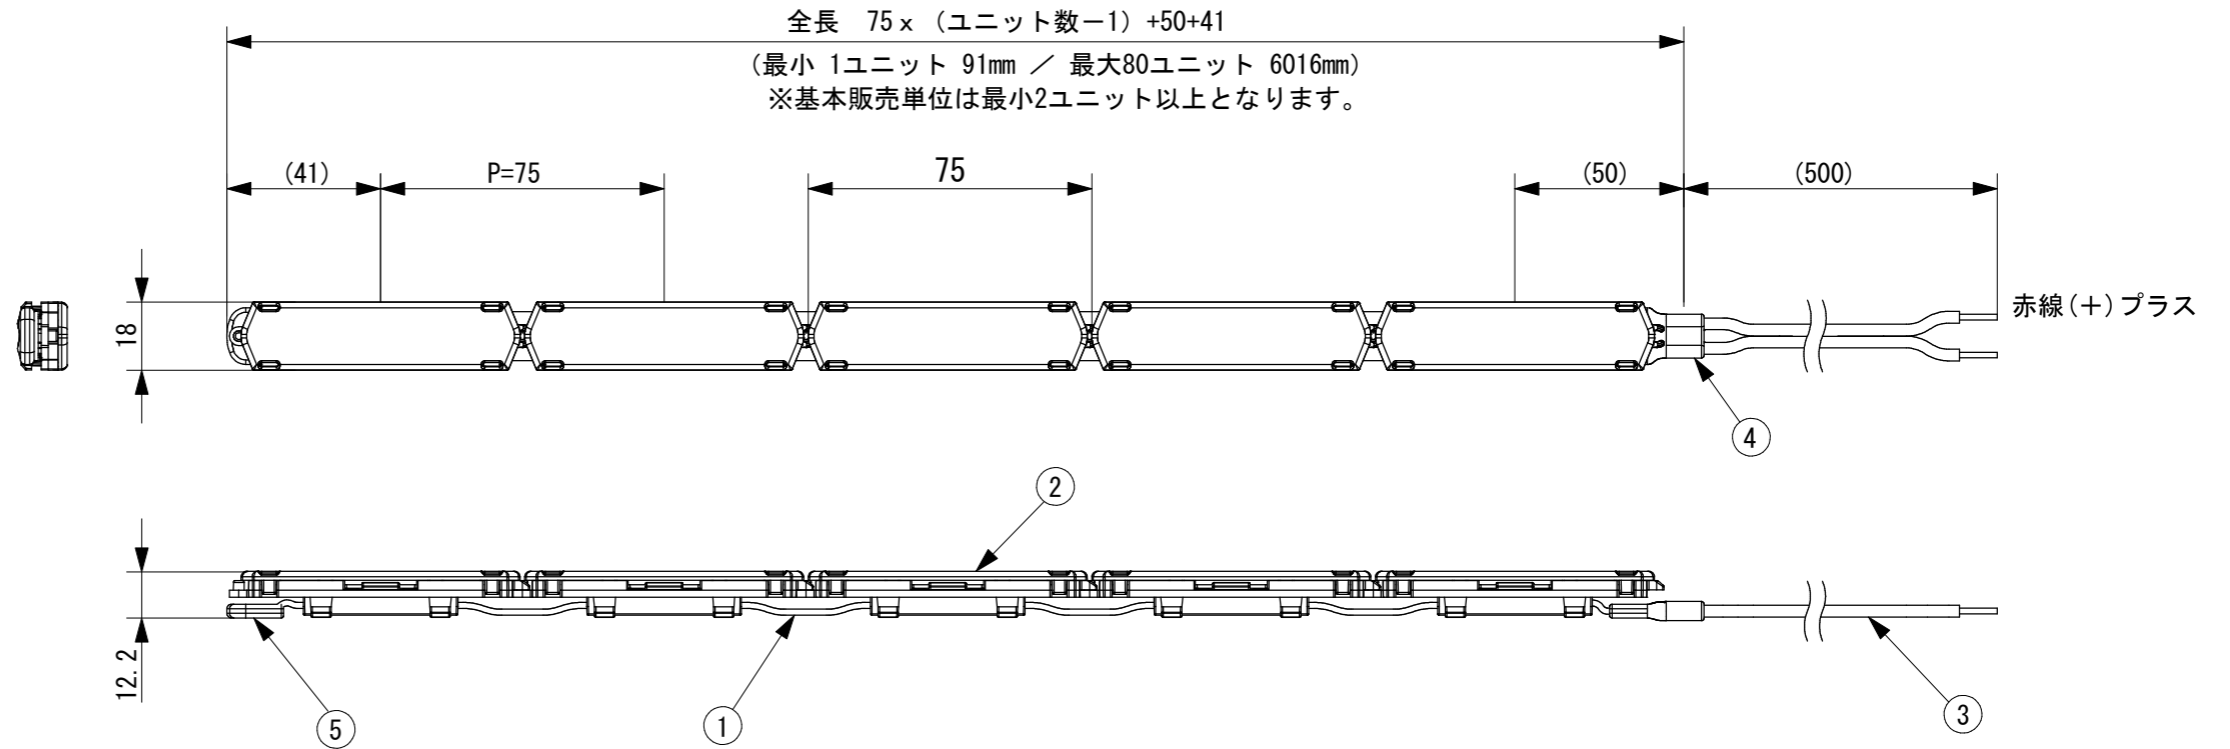 全長　75ｘ（ユニット数－1）+50+41
（最小 1ユニット 91mm ／ 最大80ユニット 6016mm）
※基本販売単位は最小2ユニット以上となります。
(41)
P=75
75
(50)
(500)
18
赤線(+)プラス
④
②
12.2
⑤
①
③